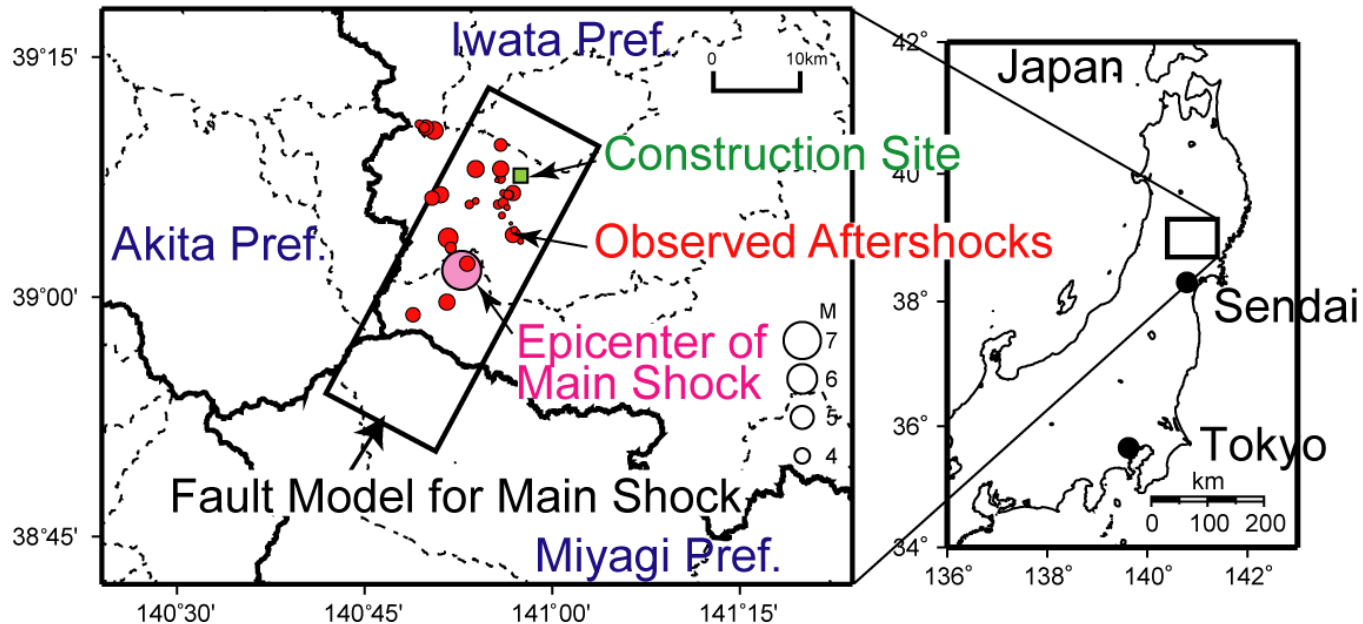 Iwata Pref.
39°15'
0 10km
Construction Site
Akita Pref.
Observed Aftershocks
39°00'
Epicenter of
Main Shock
M
7
6
5
4
Fault Model for Main Shock
38°45'
Miyagi Pref.
140°30'
140°45'
141°00'
141°15'
42°
Japan
40°
38°
Sendai
36°
Tokyo
km
0 100 200
34°
136°
138°
140°
142°